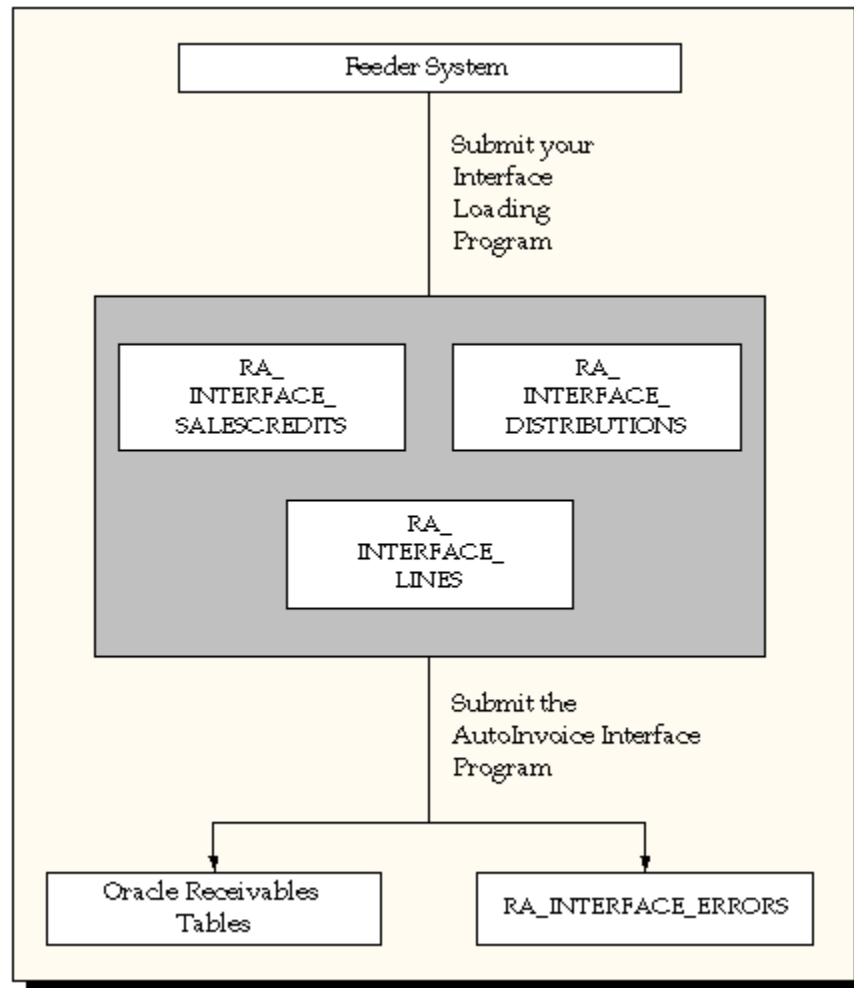 Feeder System
Submit your
Interface
Loading
Program
RA_
INTERFACE_
SALESCREDITS
RA_
INTERFACE_
DISTRIBUTIONS
RA_
INTERFACE_
LINES
Submit the
AutoInvoice Interface
Program
Oracle Receivables
Tables
RA_INTERFACE_ERRORS